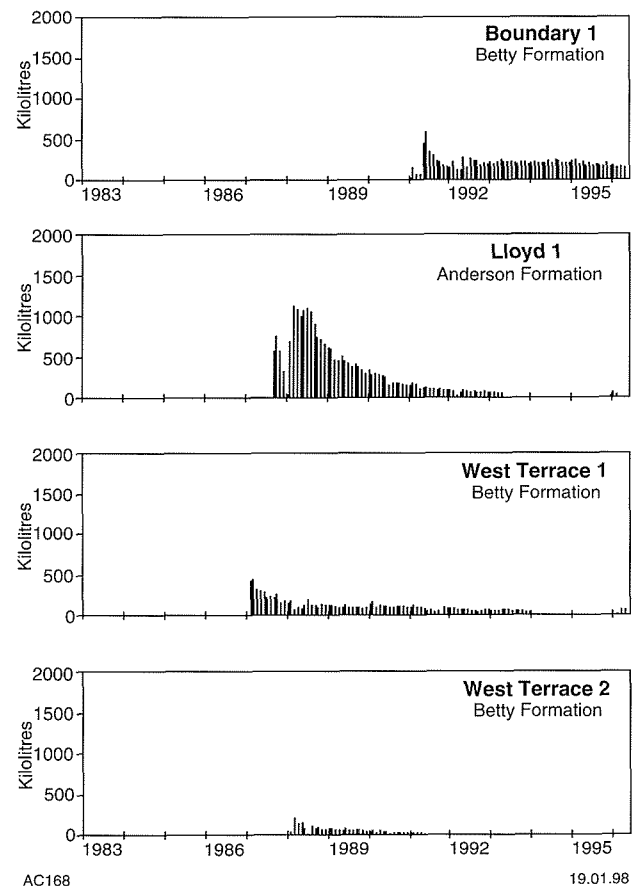 2000
Boundary 1
Betty Formation
1500
1000
500
0
Kilolitres
1983 1986 1989 1992 1995
2000
Lloyd 1
Anderson Formation
1500
1000
500
0
Kilolitres
2000
West Terrace 1
Betty Formation
1500
1000
500
0
Kilolitres
2000
West Terrace 2
Betty Formation
1500
1000
500
0
Kilolitres
1983 1986 1989 1992 1995
AC168 19.01.98